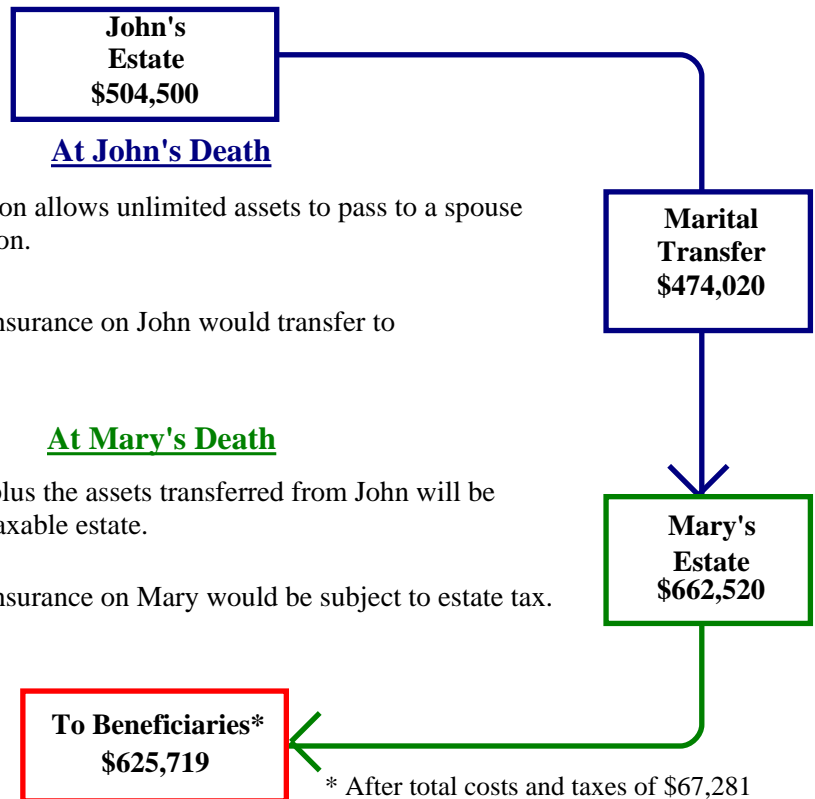 John's
Estate
$504,500
At John's Death
on allows unlimited assets to pass to a spouse
on.
nsurance on John would transfer to
Marital
Transfer
$474,020
At Mary's Death
plus the assets transferred from John will be
axable estate.
nsurance on Mary would be subject to estate tax.
Mary's
Estate
$662,520
To Beneficiaries*
$625,719
* After total costs and taxes of $67,281